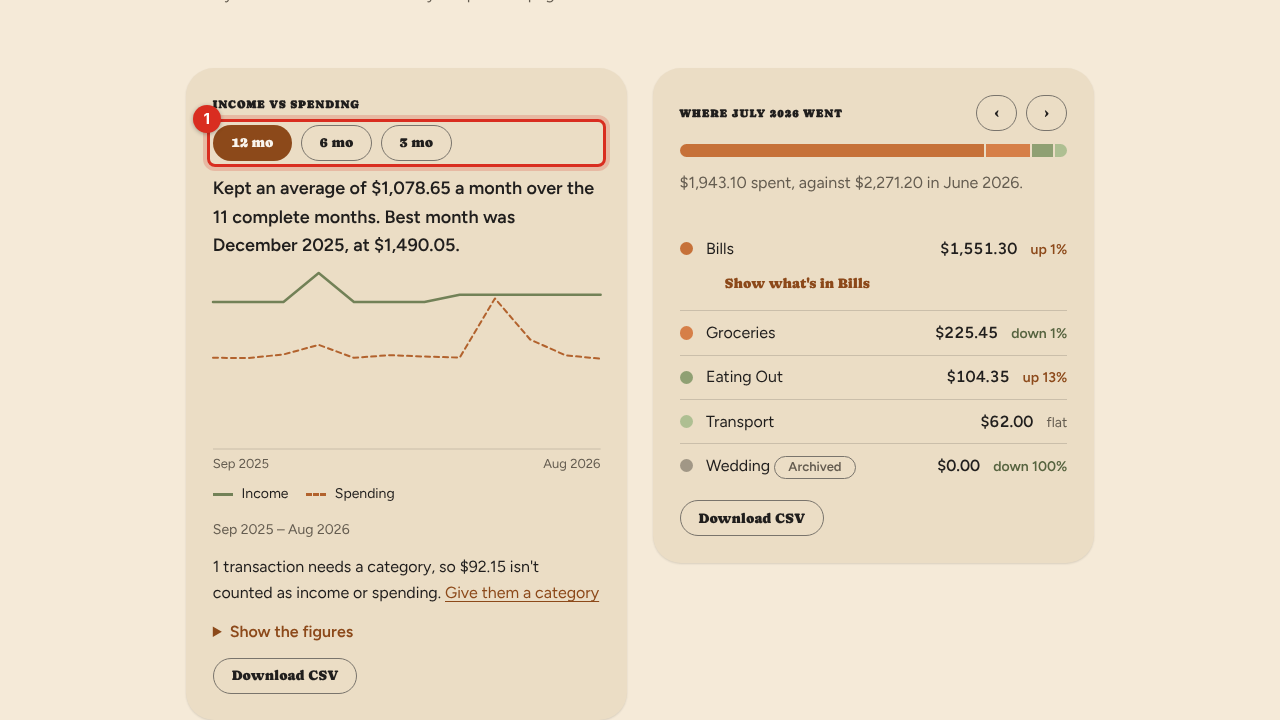 INCOME VS SPENDING
1
12 mo
6 mo
3 mo
Kept an average of $1,078.65 a month over the
11 complete months. Best month was
December 2025, at $1,490.05.
Sep 2025
Aug 2026
Income
Spending
Sep 2025 – Aug 2026
1 transaction needs a category, so $92.15 isn't
counted as income or spending. Give them a category
Show the figures
Download CSV
WHERE JULY 2026 WENT
‹
›
$1,943.10 spent, against $2,271.20 in June 2026.
Bills $1,551.30 up 1%
Show what's in Bills
Groceries $225.45 down 1%
Eating Out $104.35 up 13%
Transport $62.00 flat
Wedding Archived $0.00 down 100%
Download CSV